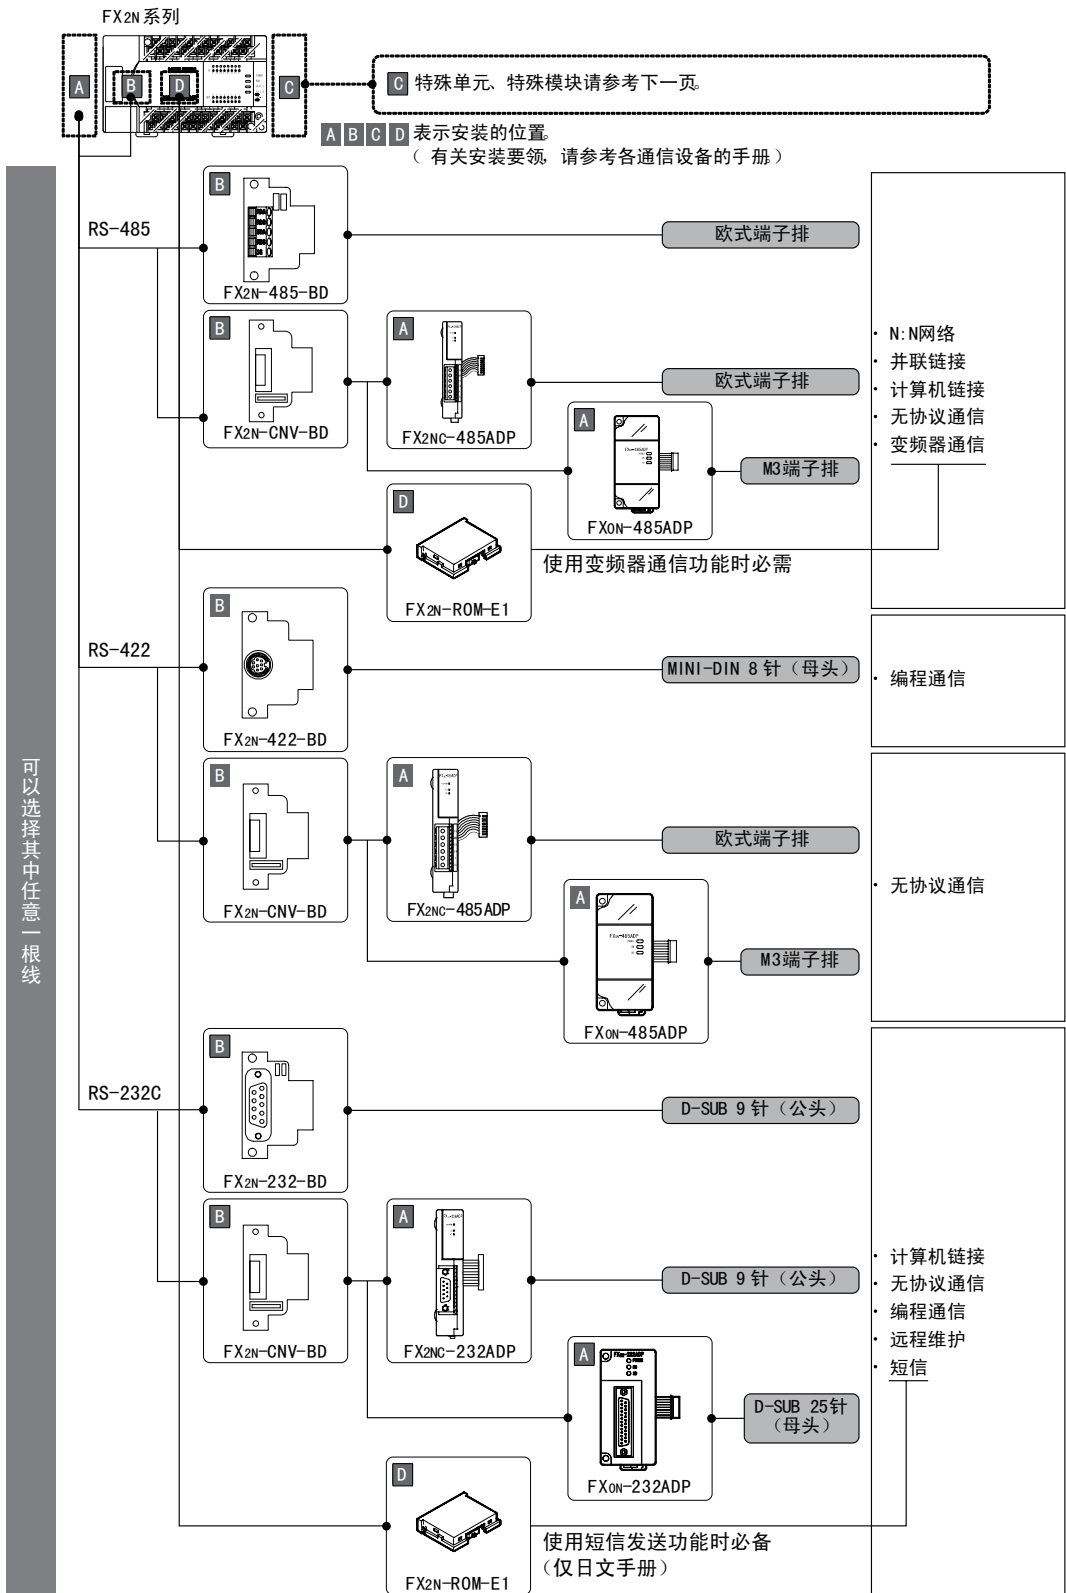 FX2N系列
A
B
D
C
C 特殊单元、特殊模块请参考下一页。
A B C D 表示安装的位置。
（ 有关安装要领, 请参考各通信设备的手册）
可以选择其中任意一根线
RS-485
B
FX2N-485-BD
欧式端子排
B
FX2N-CNV-BD
A
FX2NC-485ADP
欧式端子排
A
FX0N-485ADP
M3端子排
D
FX2N-ROM-E1
使用变频器通信功能时必需
· N:N网络
· 并联链接
· 计算机链接
· 无协议通信
· 变频器通信
RS-422
B
FX2N-422-BD
MINI-DIN 8 针（母头）
· 编程通信
B
FX2N-CNV-BD
A
FX2NC-485ADP
欧式端子排
A
FX0N-485ADP
FX0N-485ADP
M3端子排
· 无协议通信
RS-232C
B
FX2N-232-BD
D-SUB 9 针（公头）
B
FX2N-CNV-BD
A
FX2NC-232ADP
D-SUB 9 针（公头）
A
FX0N-232ADP
FX0N-232ADP
D-SUB 25针
（母头）
D
FX2N-ROM-E1
使用短信发送功能时必备
（仅日文手册）
· 计算机链接
· 无协议通信
· 编程通信
· 远程维护
· 短信